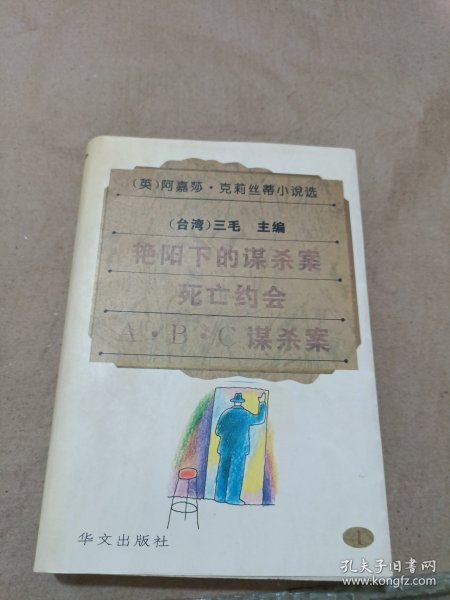 （英）阿嘉莎·克莉丝蒂小说选
（台湾）三毛 主编
艳阳下的谋杀案
死亡约会
A·B·C谋杀案
华文出版社
1
孔夫子旧书网
www.kongfz.com